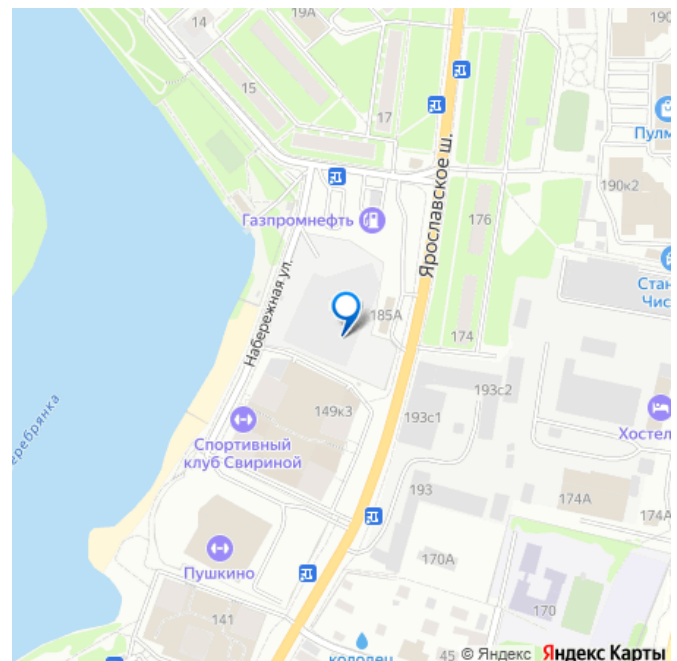 14
19А
190
15
17
Пулм
190к2
Ярославское ш.
Газпромнефть
176
Стан
Чис
Набережная ул.
185А
174
193с2
149к3
193с1
Хостел
Спортивный
клуб Свириной
еребрянка
193
174А
174А
170А
Пушкино
170
141
45
колодец
© Яндекс Яндекс Карты